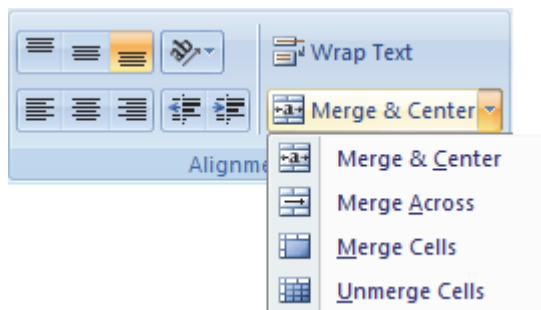 Wrap Text
Merge & Center
Alignme
Merge & Center
Merge Across
Merge Cells
Unmerge Cells